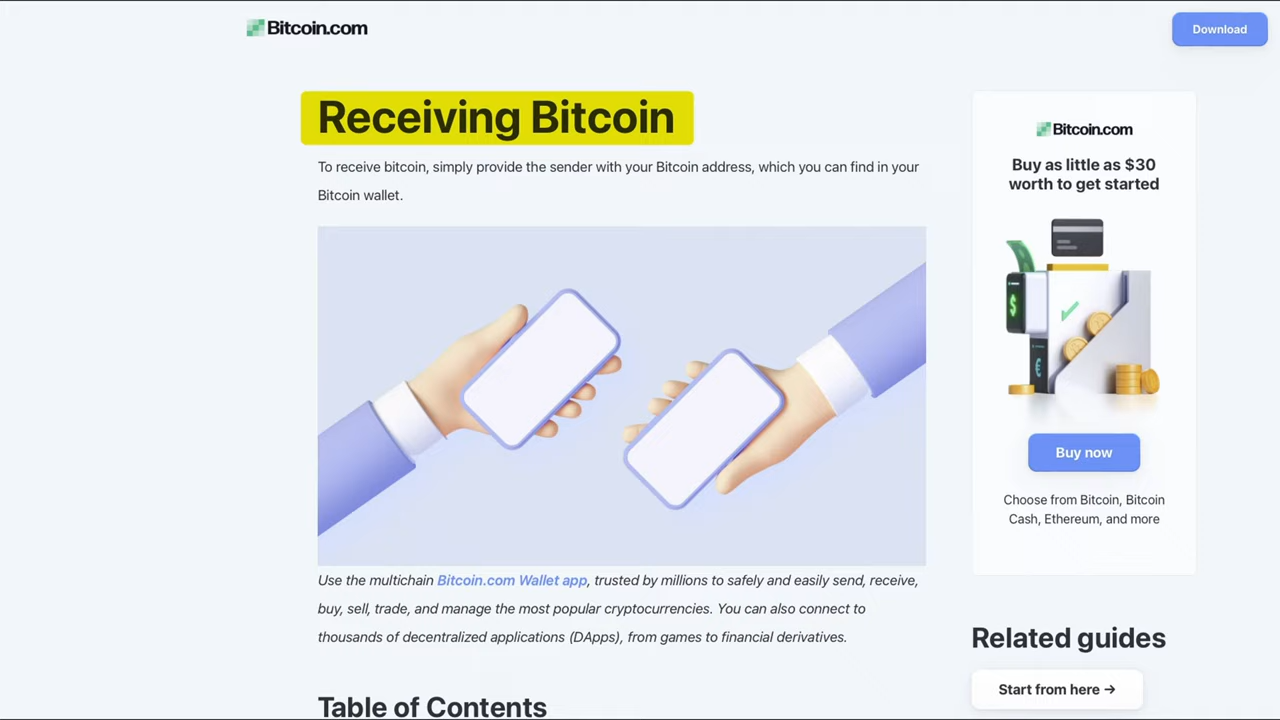 Bitcoin.com
Download
Receiving Bitcoin
To receive bitcoin, simply provide the sender with your Bitcoin address, which you can find in your
Bitcoin wallet.
Use the multichain Bitcoin.com Wallet app, trusted by millions to safely and easily send, receive,
buy, sell, trade, and manage the most popular cryptocurrencies. You can also connect to
thousands of decentralized applications (DApps), from games to financial derivatives.
Table of Contents
Bitcoin.com
Buy as little as $30
worth to get started
$
Buy now
Choose from Bitcoin, Bitcoin
Cash, Ethereum, and more
Related guides
Start from here →